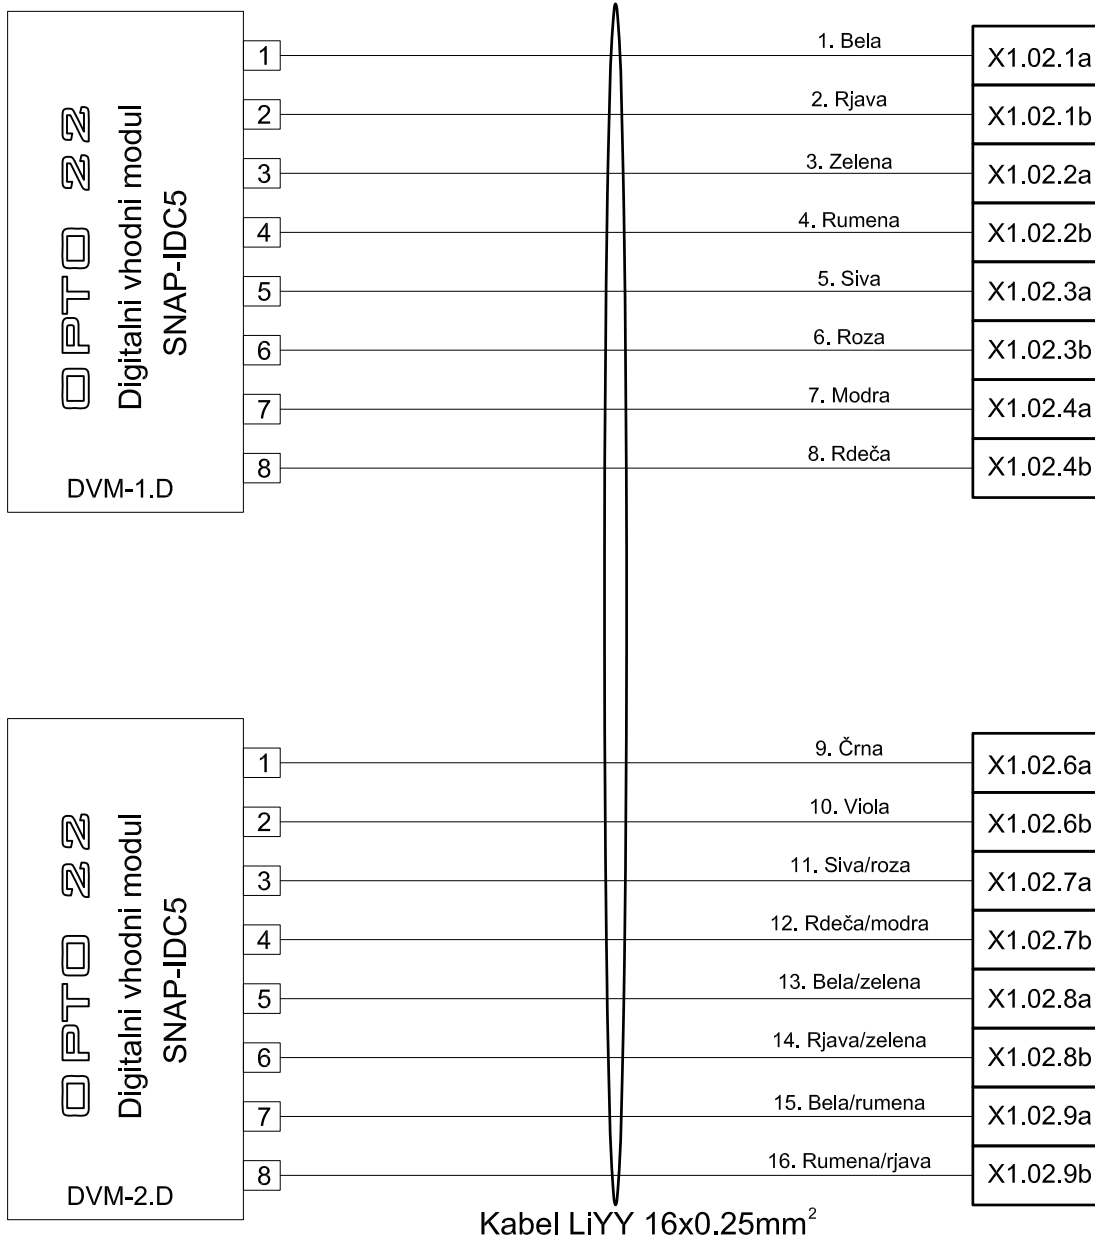 1
1. Bela
X1.02.1a
2
2. Rjava
X1.02.1b
3
3. Zelena
X1.02.2a
4
4. Rumena
X1.02.2b
5
5. Siva
X1.02.3a
6
6. Roza
X1.02.3b
7
7. Modra
X1.02.4a
8
8. Rdeča
X1.02.4b
OPTO 22
Digitalni vhodni modul
SNAP-IDC5
DVM-1.D
1
9. Črna
X1.02.6a
2
10. Viola
X1.02.6b
3
11. Siva/roza
X1.02.7a
4
12. Rdeča/modra
X1.02.7b
5
13. Bela/zelena
X1.02.8a
6
14. Rjava/zelena
X1.02.8b
7
15. Bela/rumena
X1.02.9a
8
16. Rumena/rjava
X1.02.9b
OPTO 22
Digitalni vhodni modul
SNAP-IDC5
DVM-2.D
Kabel LiYY 16x0.25mm²